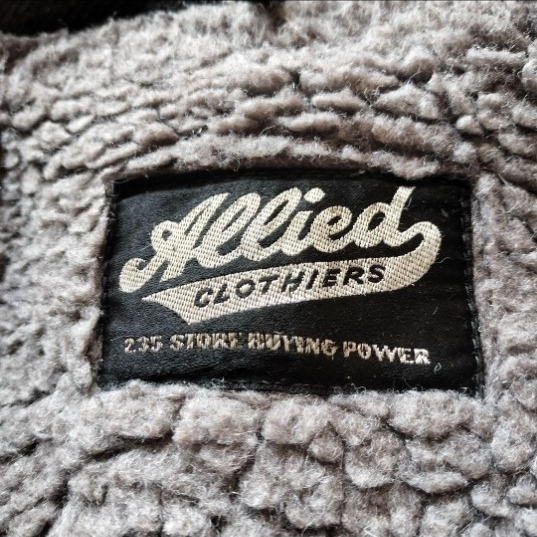 Allied
CLOTHIERS
235 STORE BUYING POWER